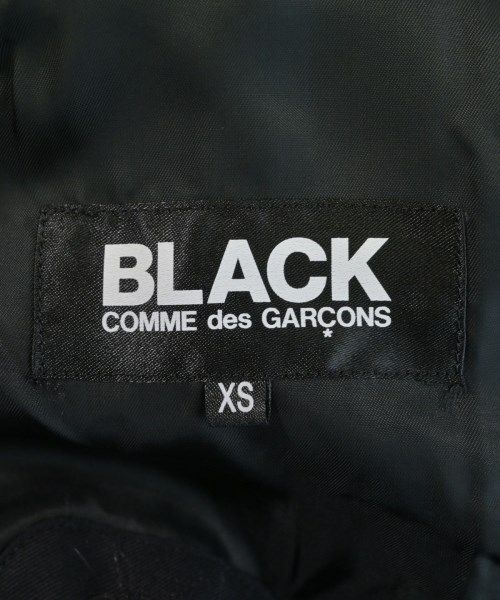 BLACK
COMME des GARÇONS
*
XS